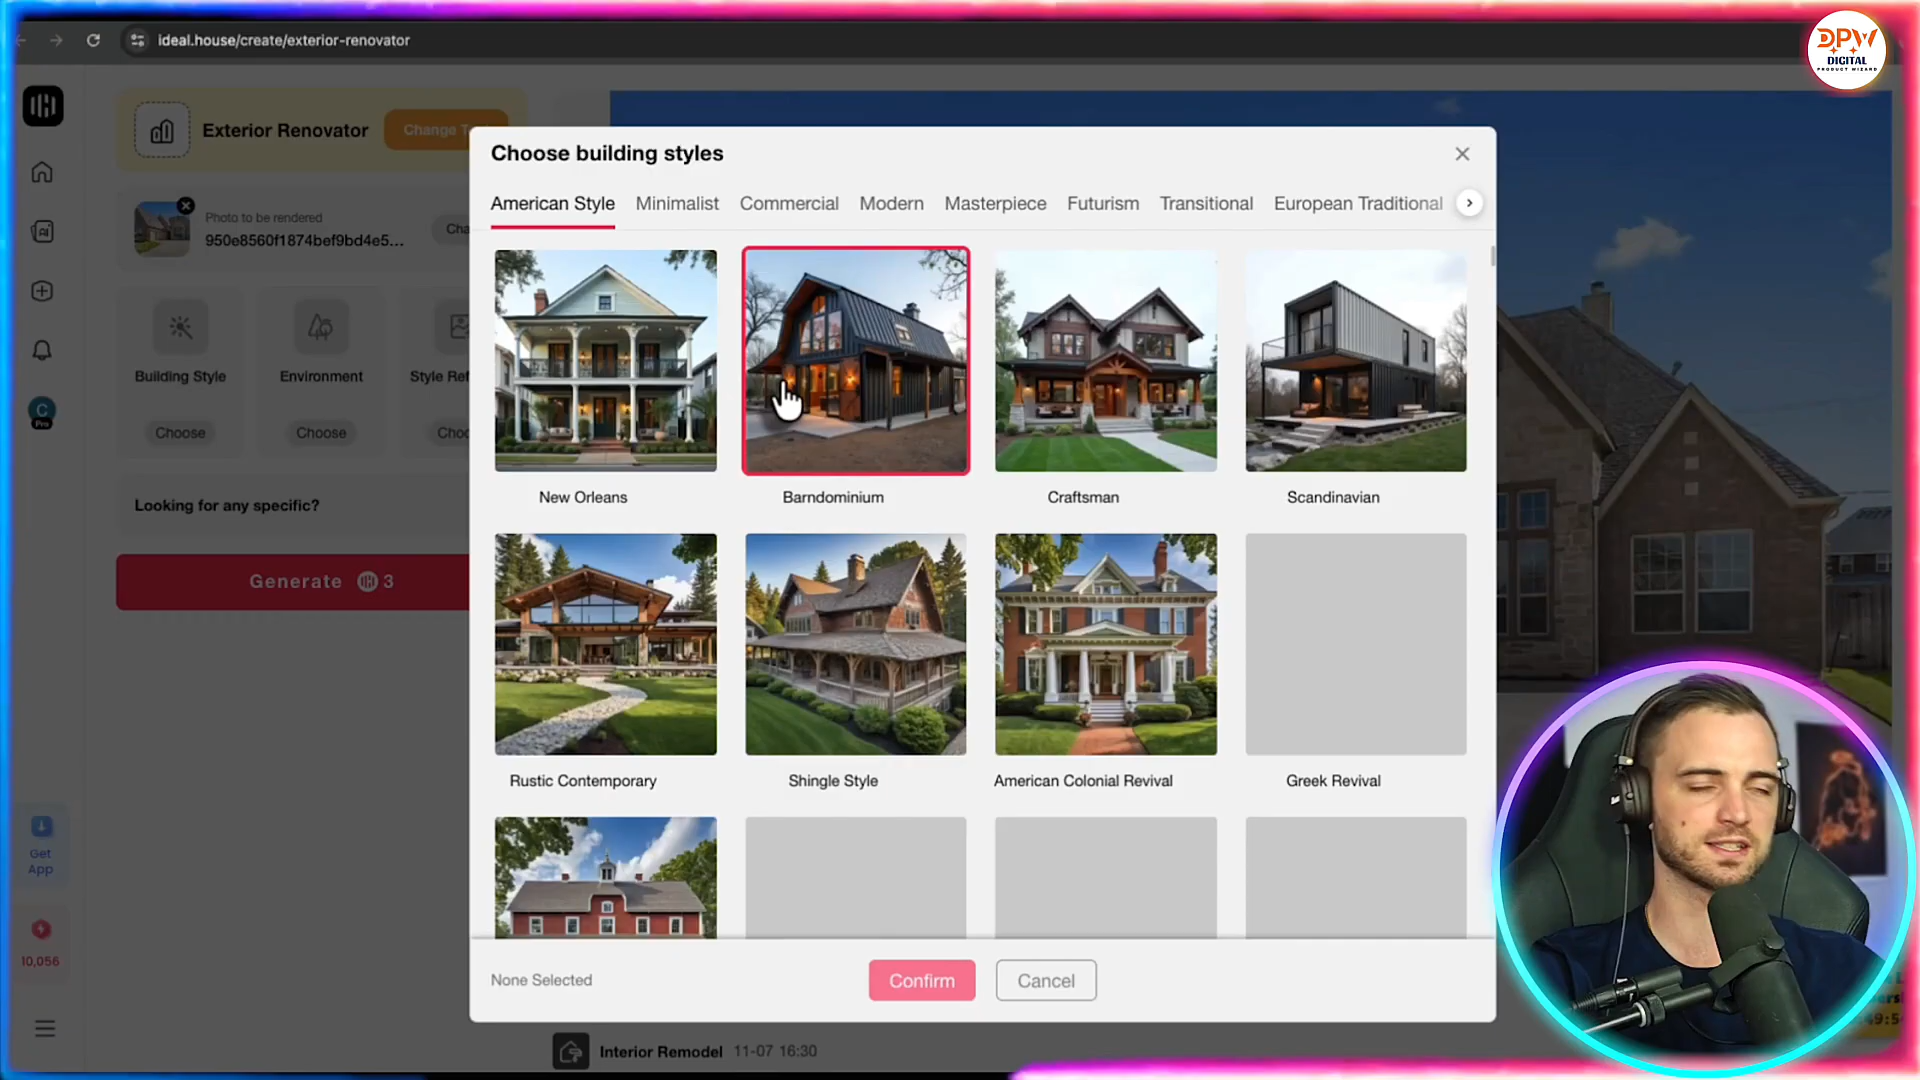 ideal.house/create/exterior-renovator
DPW
DIGITAL
PRODUCT WIZARD
Exterior Renovator
Photo to be rendered
950e8560f1874bef9bd4e5...
Building Style
Environment
Choose
Choose
Looking for any specific?
Generate 3
C
Pro
Get
App
10,056
Choose building styles
American Style
Minimalist
Commercial
Modern
Masterpiece
Futurism
Transitional
European Traditional
New Orleans
Barndominium
Craftsman
Scandinavian
Rustic Contemporary
Shingle Style
American Colonial Revival
Greek Revival
None Selected
Confirm
Cancel
Interior Remodel 11-07 16:30